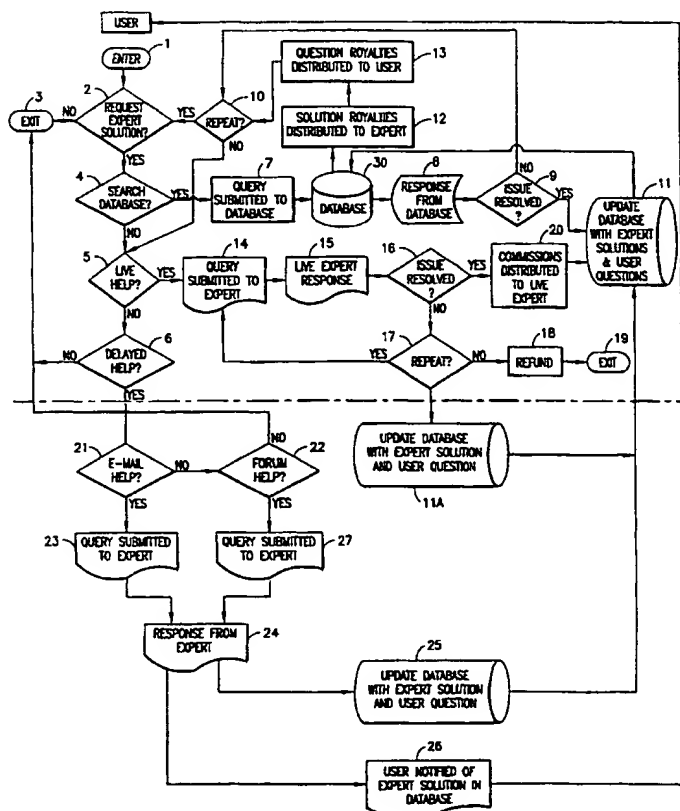 USER
1
ENTER
3
EXIT
NO
2
REQUEST
EXPERT
SOLUTION?
YES
YES
10
REPEAT?
NO
QUESTION ROYALTIES
DISTRIBUTED TO USER
13
SOLUTION ROYALTIES
DISTRIBUTED TO EXPERT
12
4
SEARCH
DATABASE?
YES
NO
7
QUERY
SUBMITTED TO
DATABASE
30
DATABASE
8
RESPONSE
FROM
DATABASE
NO
9
ISSUE
RESOLVED
?
YES
11
UPDATE
DATABASE
WITH EXPERT
SOLUTIONS
& USER
QUESTIONS
5
LIVE
HELP?
YES
NO
14
QUERY
SUBMITTED TO
EXPERT
15
LIVE EXPERT
RESPONSE
16
ISSUE
RESOLVED
?
YES
NO
20
COMMISSIONS
DISTRIBUTED
TO LIVE
EXPERT
NO
6
DELAYED
HELP?
YES
YES
17
REPEAT?
NO
18
REFUND
19
EXIT
21
E-MAIL
HELP?
NO
YES
NO
22
FORUM
HELP?
YES
UPDATE DATABASE
WITH EXPERT SOLUTION
AND USER QUESTION
11A
23
QUERY SUBMITTED
TO EXPERT
QUERY SUBMITTED
TO EXPERT
27
RESPONSE FROM
EXPERT
24
25
UPDATE DATABASE
WITH EXPERT SOLUTION
AND USER QUESTION
26
USER NOTIFIED OF
EXPERT SOLUTION IN
DATABASE